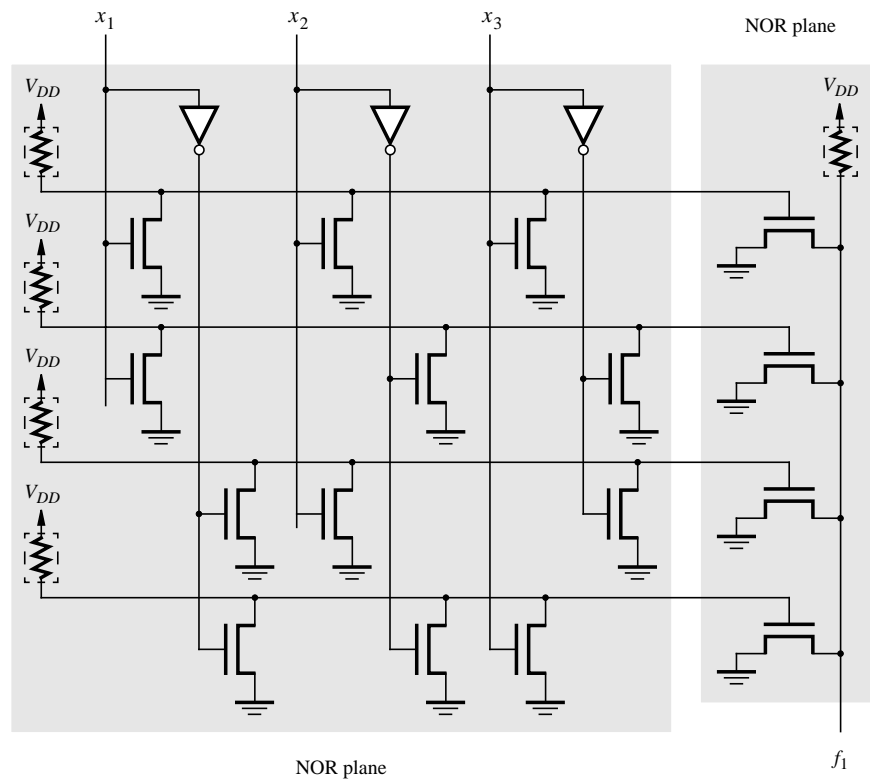 x1 x2 x3
NOR plane
VDD VDD
VDD
VDD
VDD
NOR plane
f1